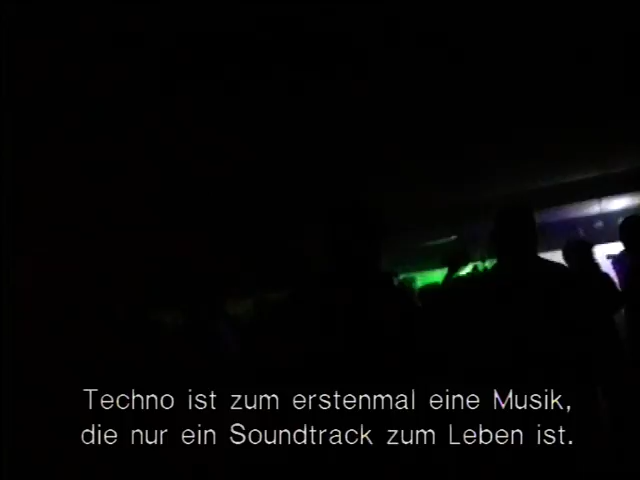 Techno ist zum erstenmal eine Musik,
die nur ein Soundtrack zum Leben ist.